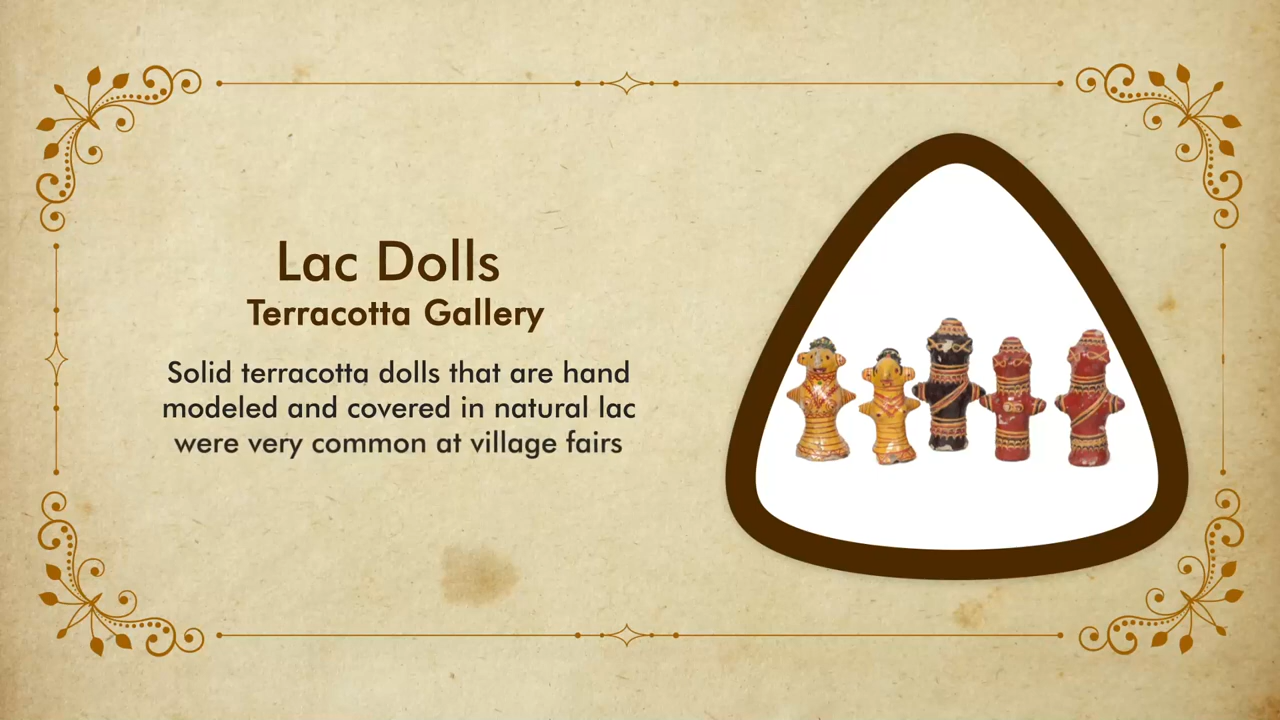 Lac Dolls
Terracotta Gallery
Solid terracotta dolls that are hand
modeled and covered in natural lac
were very common at village fairs